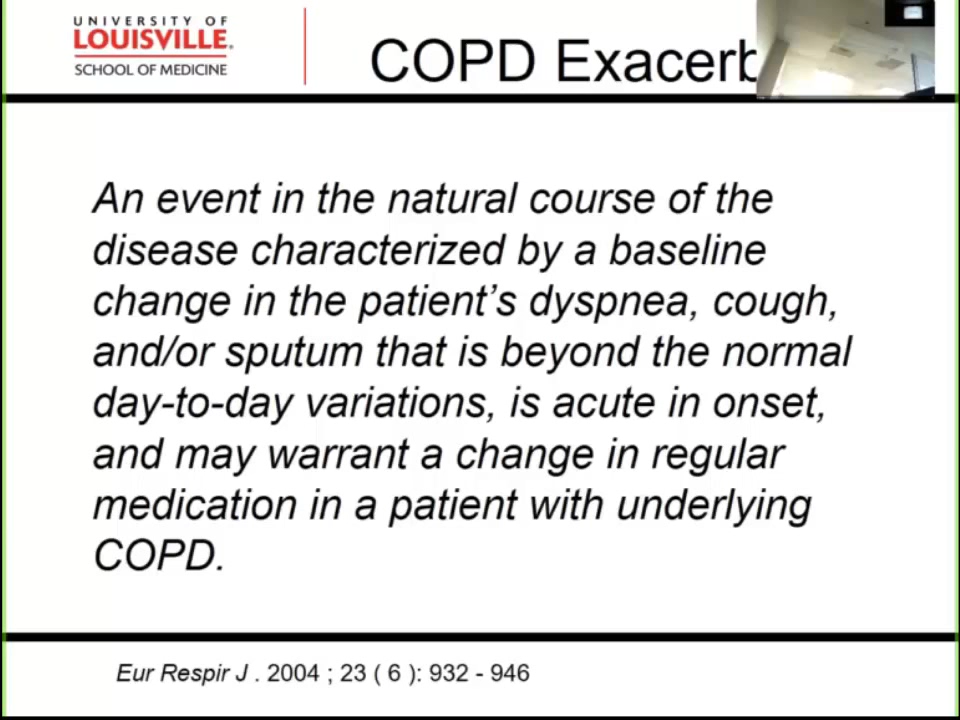 UNIVERSITY OF
LOUISVILLE.
SCHOOL OF MEDICINE
COPD Exacerb
An event in the natural course of the
disease characterized by a baseline
change in the patient’s dyspnea, cough,
and/or sputum that is beyond the normal
day-to-day variations, is acute in onset,
and may warrant a change in regular
medication in a patient with underlying
COPD.
Eur Respir J . 2004 ; 23 ( 6 ): 932 - 946